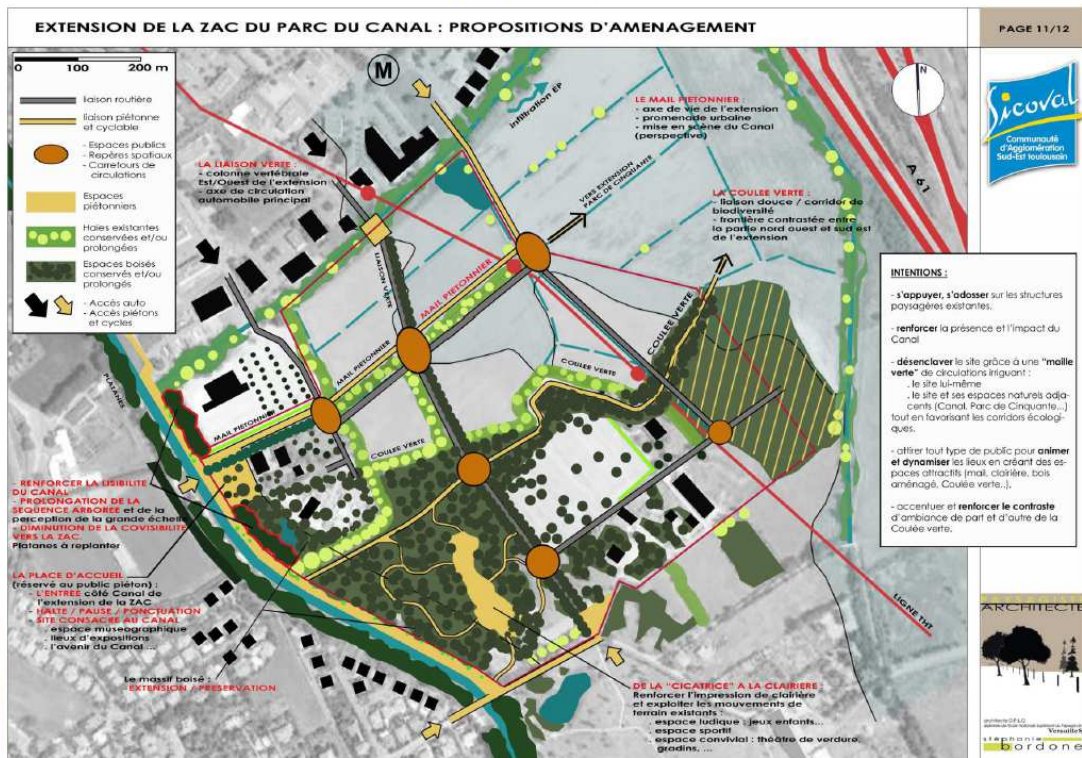 EXTENSION DE LA ZAC DU PARC DU CANAL : PROPOSITIONS D'AMENAGEMENT
PAGE 11/12
0 100 200 m
liaison routière
liaison piétonne
et cyclable
- Espaces publics
- Repères spatiaux
- Carrefours de
circulations
Espaces
piétonniers
Haies existantes
conservées et/ou
prolongées
Espaces boisés
conservés et/ou
prolongés
- Accès auto
- Accès piétons
et cycles
M
infiltration EP
N
A 61
LE MAIL PIETONNIER :
- axe de vie de l'extension
- promenade urbaine
- mise en scène du Canal
(perspective)
LA LIAISON VERTE :
- colonne vertébrale
Est/Ouest de l'extension
- axe de circulation
automobile principal
VERS EXTENSION
PARC DE CINQUANTE
LA COULEE VERTE :
- liaison douce / corridor de
biodiversité
- frontière contrastée entre
la partie nord ouest et sud est
de l'extension
LIAISON VERTE
MAIL PIETONNIER
MAIL PIETONNIER
MAIL PIETONNIER
COULEE VERTE
COULEE VERTE
COULEE VERTE
PLATANES
LIGNE THT
- RENFORCER LA LISIBILITE
DU CANAL
- PROLONGATION DE LA
SEQUENCE ARBOREE et de la
perception de la grande échelle
- DIMINUTION DE LA COVISIBILITE
VERS LA ZAC.
Platanes à replanter
LA PLACE D'ACCUEIL
(réservé au public piéton) :
- L'ENTREE côté Canal de
l'extension de la ZAC
- HALTE / PAUSE / PONCTUATION
- SITE CONSACRE AU CANAL
. espace muséographique
. lieux d'expositions
. l'avenir du Canal ...
Le massif boisé :
- EXTENSION / PRESERVATION
DE LA "CICATRICE" A LA CLAIRIERE :
Renforcer l'impression de clairière
et exploiter les mouvements de
terrain existants :
. espace ludique : jeux enfants...
. espace sportif
. espace convivial : théâtre de verdure,
gradins, ...
Sicoval
Communauté
d'Agglomération
Sud-Est toulousain
INTENTIONS :
- s'appuyer, s'adosser sur les structures
paysagères existantes.
- renforcer la présence et l'impact du
Canal
- désenclaver le site grâce à une "maille
verte" de circulations irriguant :
. le site lui-même
. le site et ses espaces naturels adja-
cents (Canal, Parc de Cinquante...)
tout en favorisant les corridors écologi-
ques.
- attirer tout type de public pour animer
et dynamiser les lieux en créant des es-
paces attractifs (mail, clairière, bois
aménagé, Coulée verte..),
- accentuer et renforcer le contraste
d'ambiance de part et d'autre de la
Coulée verte.
PAYSAGISTE
ARCHITECTE
architecte D.P.L.G
Versailles
stéphanie
bordone